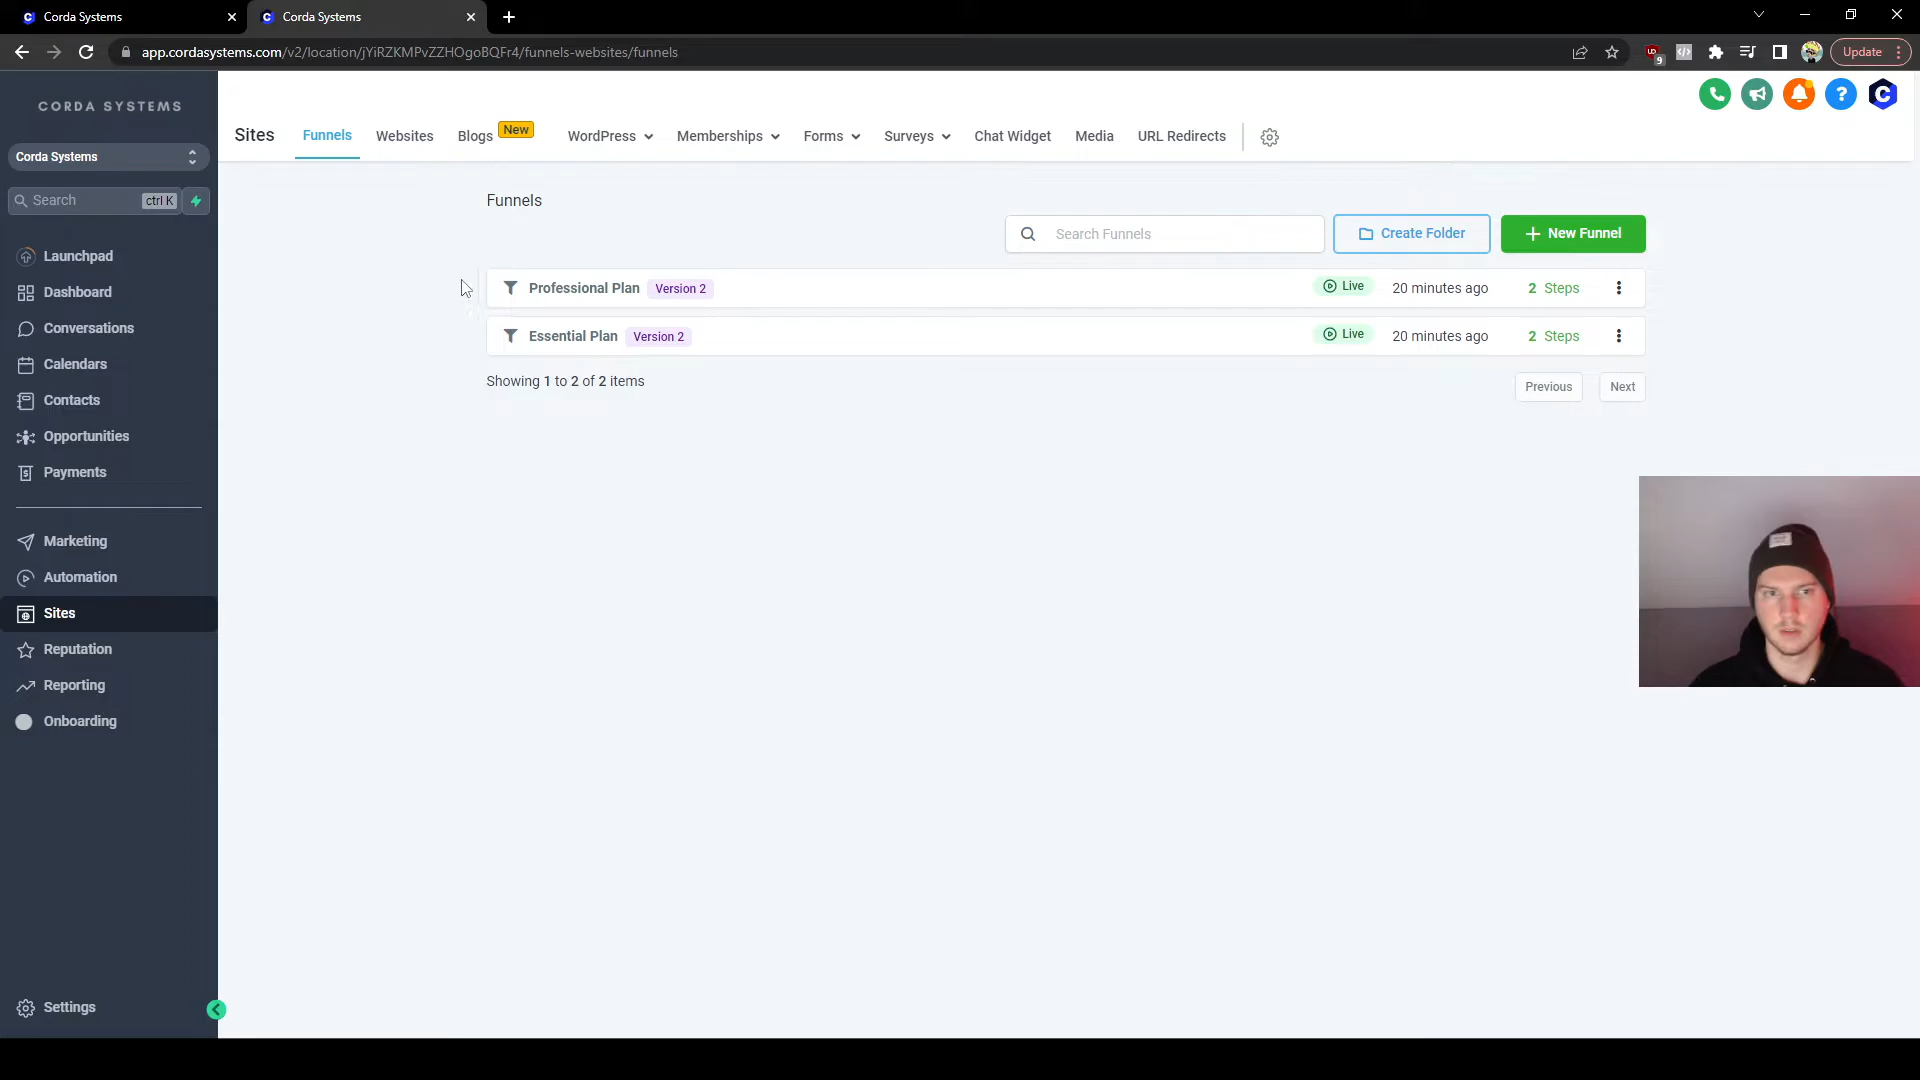 Corda Systems
Corda Systems
app.cordasystems.com/v2/location/jYiRZKMPvZZHOgoBQFr4/funnels-websites/funnels
9
Update
CORDA SYSTEMS
Corda Systems
Search
ctrl K
Launchpad
Dashboard
Conversations
Calendars
Contacts
Opportunities
Payments
Marketing
Automation
Sites
Reputation
Reporting
Onboarding
Settings
Sites
Funnels
Websites
Blogs New
WordPress
Memberships
Forms
Surveys
Chat Widget
Media
URL Redirects
Funnels
Search Funnels
Create Folder
+ New Funnel
Professional Plan Version 2 Live 20 minutes ago 2 Steps
Essential Plan Version 2 Live 20 minutes ago 2 Steps
Showing 1 to 2 of 2 items
Previous
Next